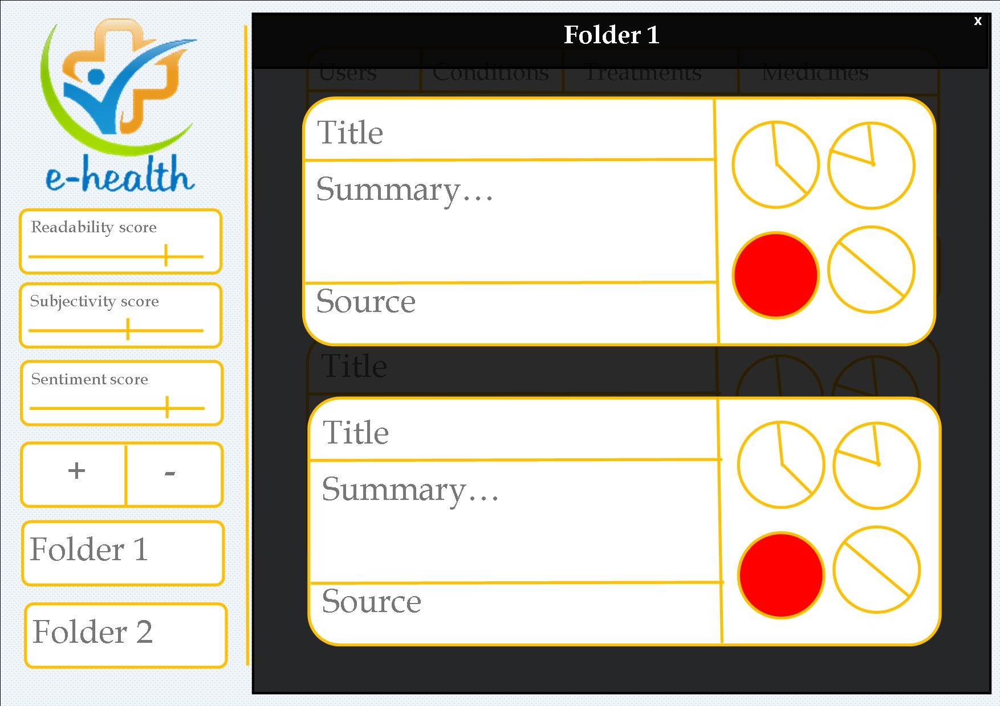 e-health
Readability score
Subjectivity score
Sentiment score
+ -
Folder 1
Folder 2
Folder 1
x
Users Conditions Treatments Medicines
Title
Summary...
Source
Title
Title
Summary...
Source